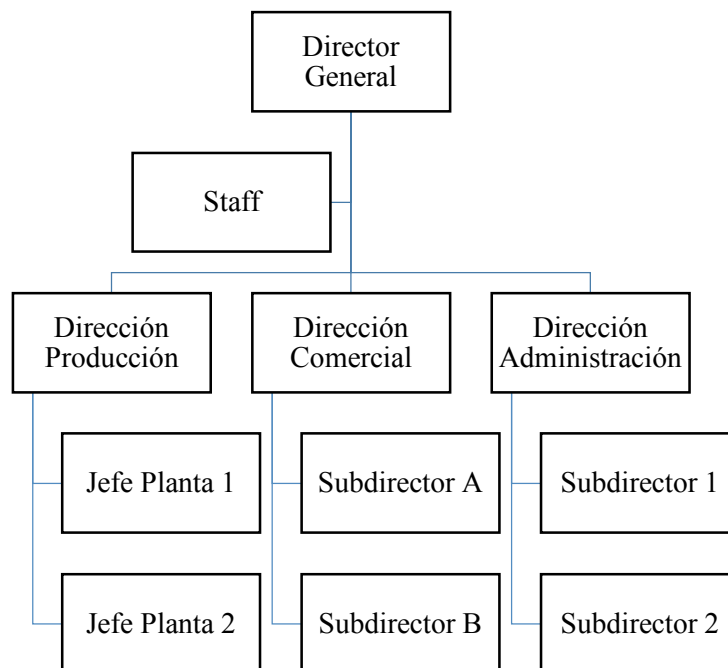 Director
General
Staff
Dirección
Producción
Dirección
Comercial
Dirección
Administración
Jefe Planta 1
Subdirector A
Subdirector 1
Jefe Planta 2
Subdirector B
Subdirector 2